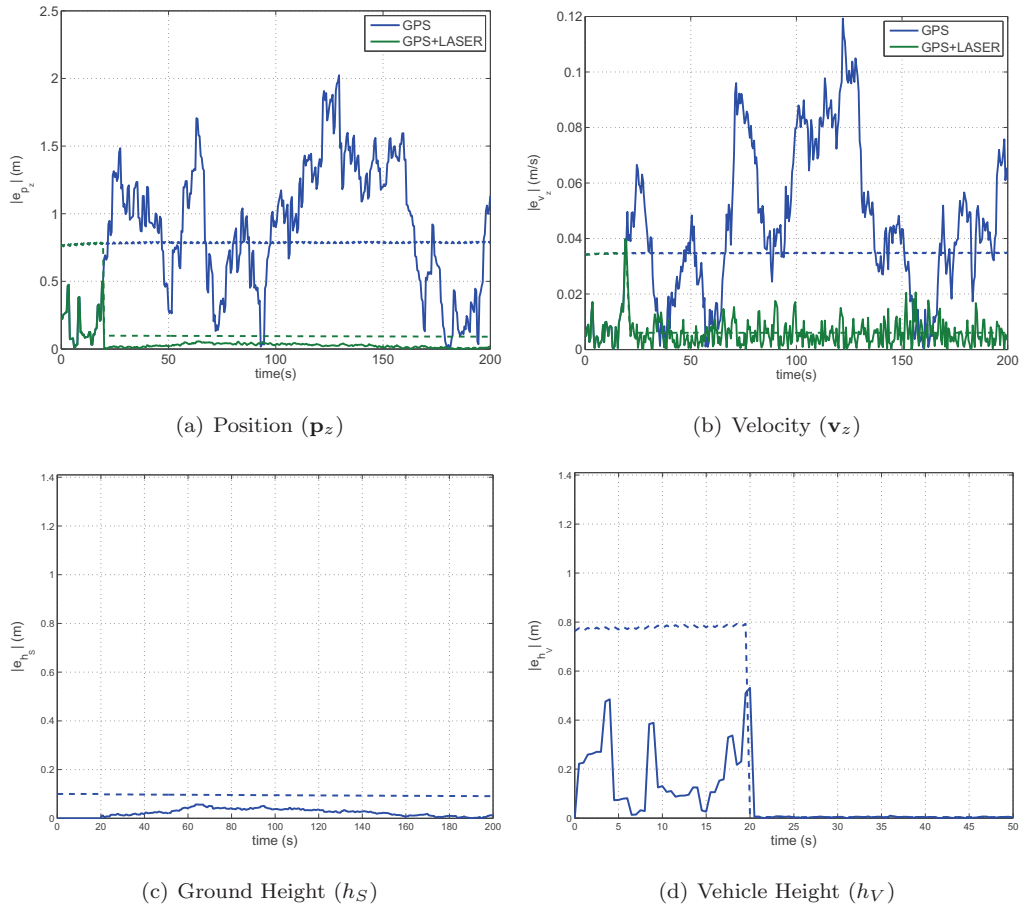 2.5
2
1.5
1
0.5
0
0 50 100 150 200
|e_{p_z}| (m)
time(s)
GPS
GPS+LASER
(a) Position (𝐩_z)
0.12
0.1
0.08
0.06
0.04
0.02
0
0 50 100 150 200
|e_{v_z}| (m/s)
time(s)
GPS
GPS+LASER
(b) Velocity (𝐯_z)
1.4
1.2
1
0.8
0.6
0.4
0.2
0
0 20 40 60 80 100 120 140 160 180 200
|e_{h_S}| (m)
time (s)
(c) Ground Height (h_S)
1.4
1.2
1
0.8
0.6
0.4
0.2
0
0 5 10 15 20 25 30 35 40 45 50
|e_{h_V}| (m)
time (s)
(d) Vehicle Height (h_V)